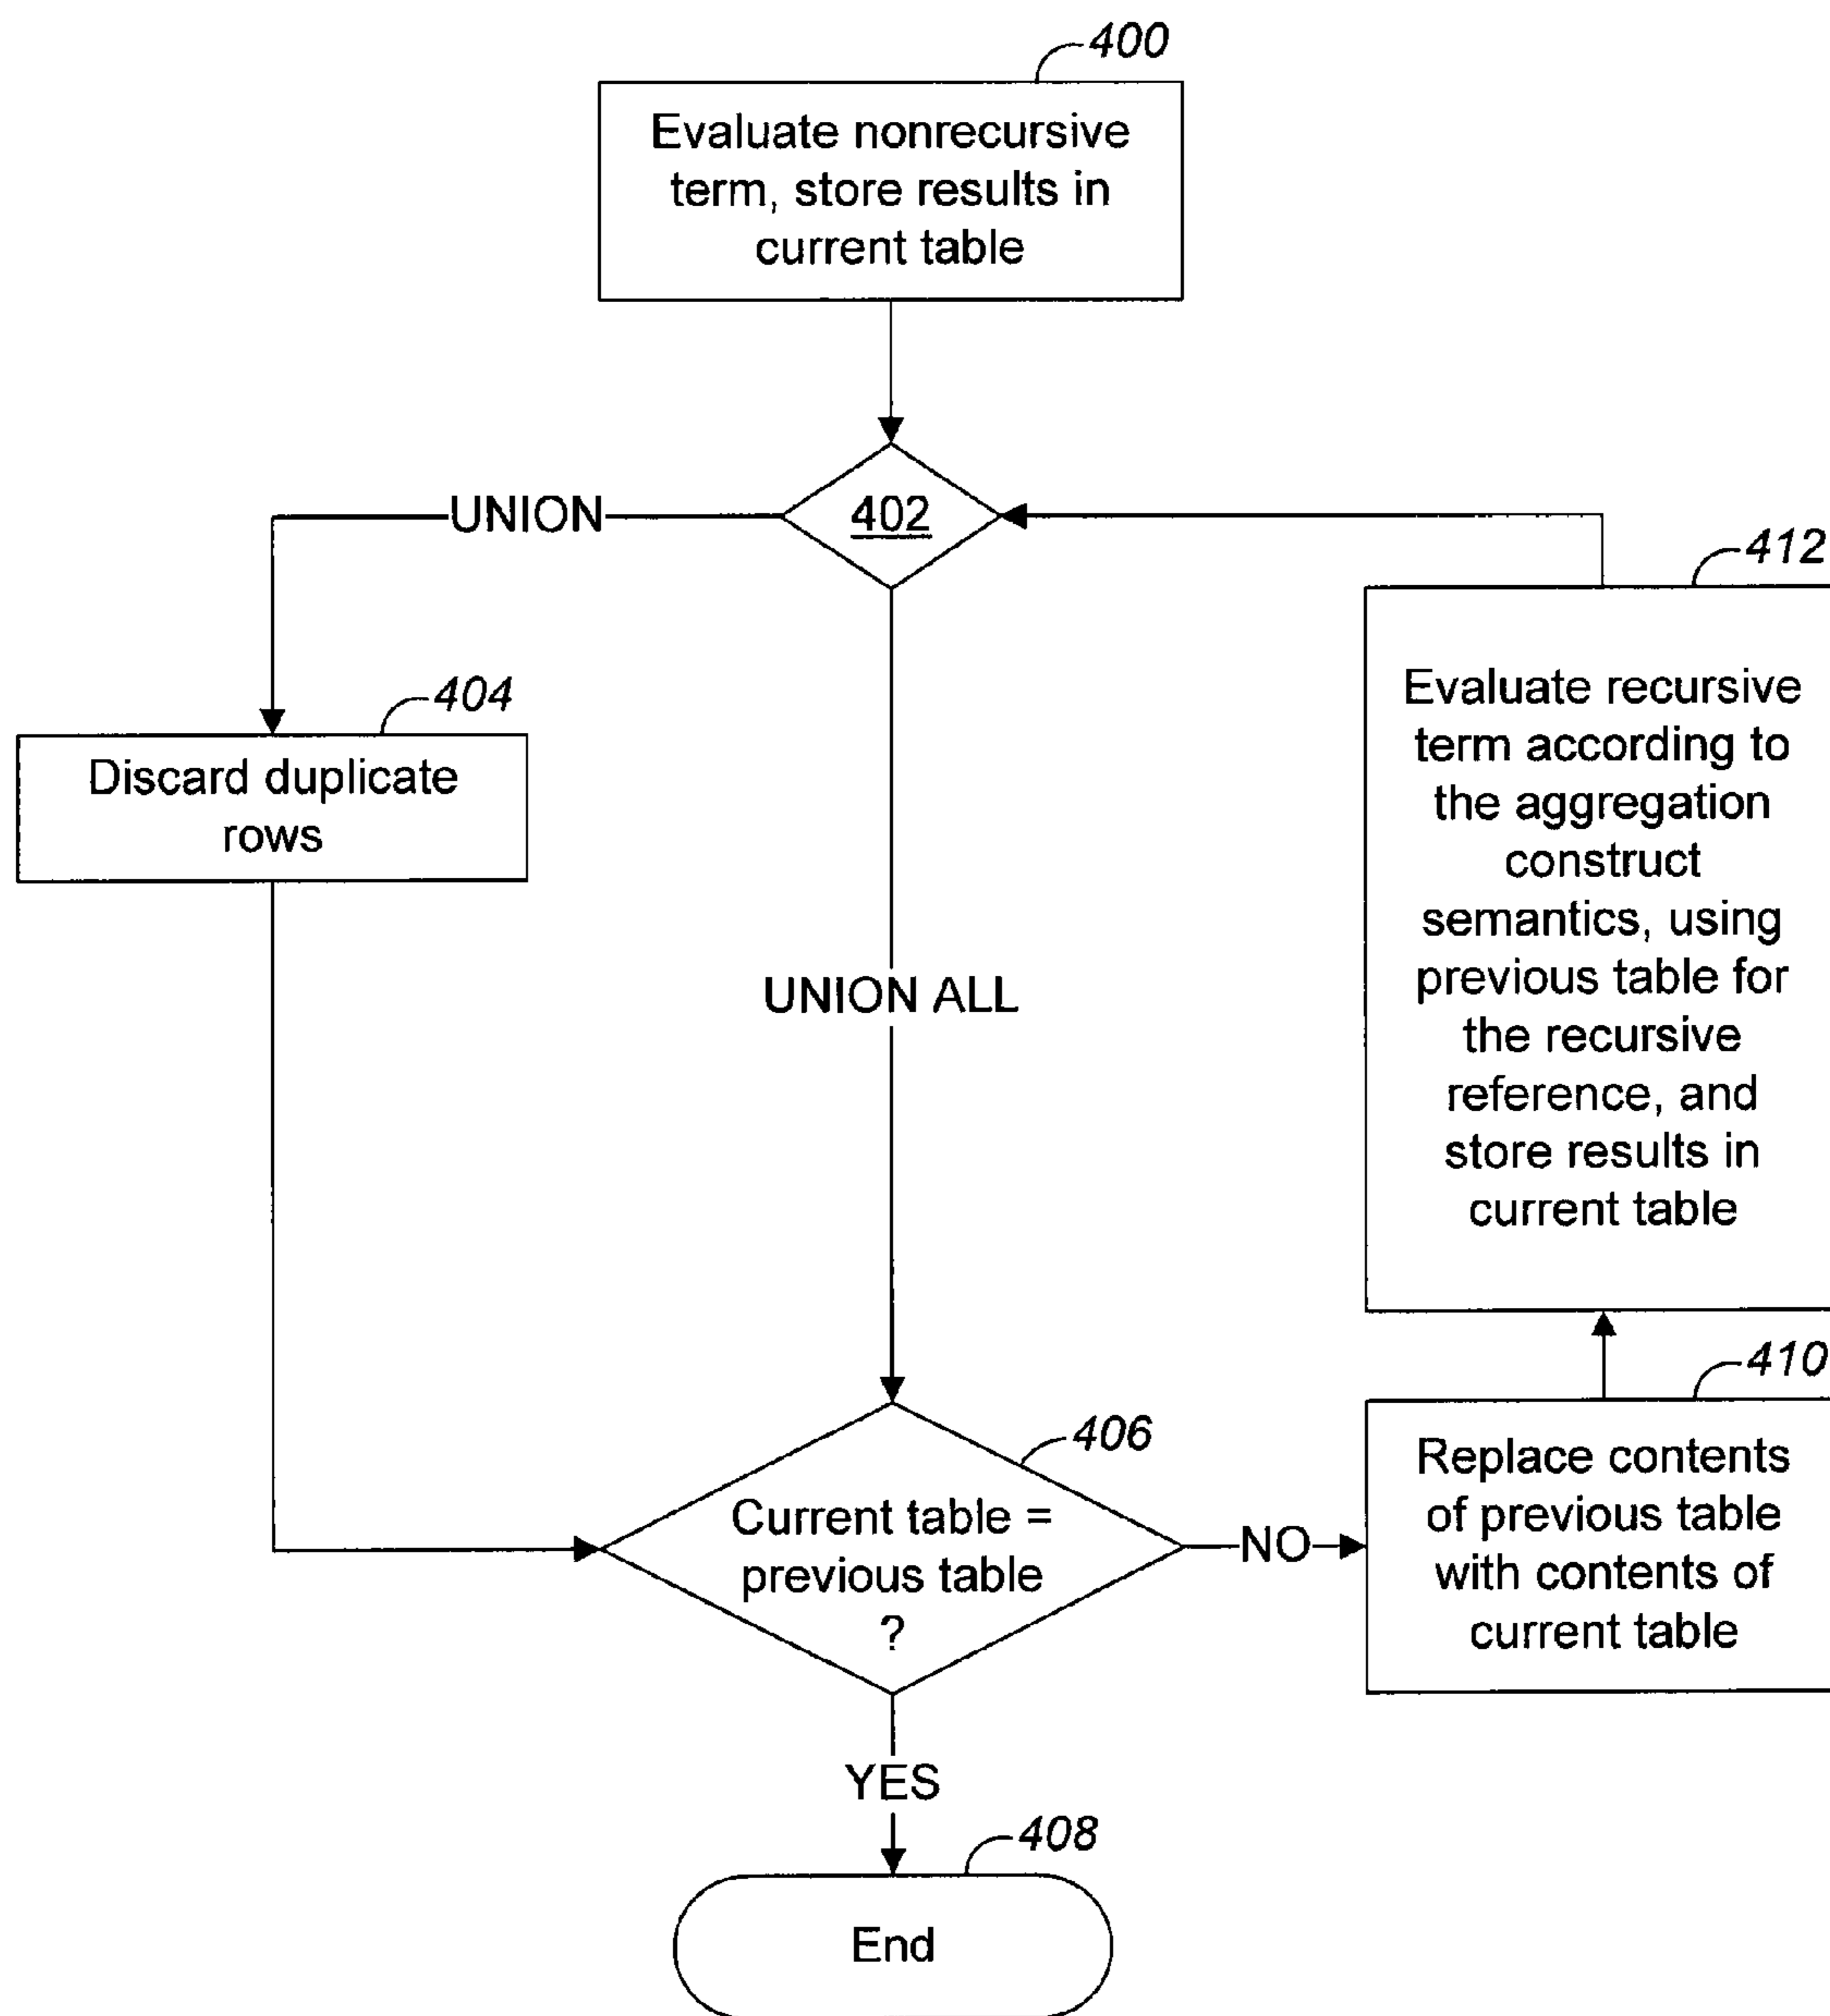 400
Evaluate nonrecursive
term, store results in
current table
402
UNION
412
Evaluate recursive
term according to
the aggregation
construct
semantics, using
previous table for
the recursive
reference, and
store results in
current table
404
Discard duplicate
rows
UNION ALL
406
Current table =
previous table
?
NO
410
Replace contents
of previous table
with contents of
current table
YES
408
End